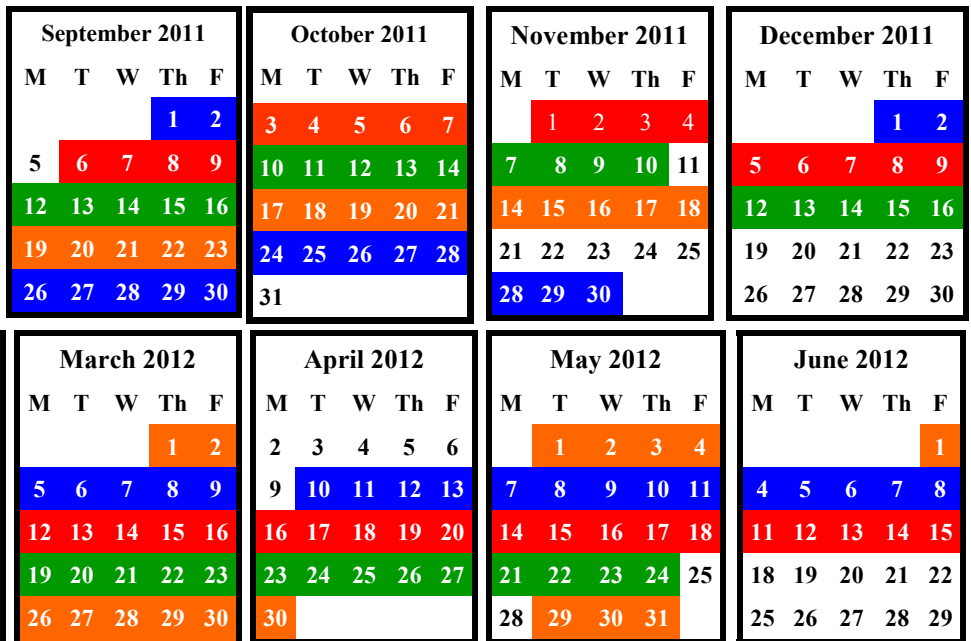 September 2011
M T W Th F
1 2
5 6 7 8 9
12 13 14 15 16
19 20 21 22 23
26 27 28 29 30
October 2011
M T W Th F
3 4 5 6 7
10 11 12 13 14
17 18 19 20 21
24 25 26 27 28
31
November 2011
M T W Th F
1 2 3 4
7 8 9 10 11
14 15 16 17 18
21 22 23 24 25
28 29 30
December 2011
M T W Th F
1 2
5 6 7 8 9
12 13 14 15 16
19 20 21 22 23
26 27 28 29 30
March 2012
M T W Th F
1 2
5 6 7 8 9
12 13 14 15 16
19 20 21 22 23
26 27 28 29 30
April 2012
M T W Th F
2 3 4 5 6
9 10 11 12 13
16 17 18 19 20
23 24 25 26 27
30
May 2012
M T W Th F
1 2 3 4
7 8 9 10 11
14 15 16 17 18
21 22 23 24 25
28 29 30 31
June 2012
M T W Th F
1
4 5 6 7 8
11 12 13 14 15
18 19 20 21 22
25 26 27 28 29